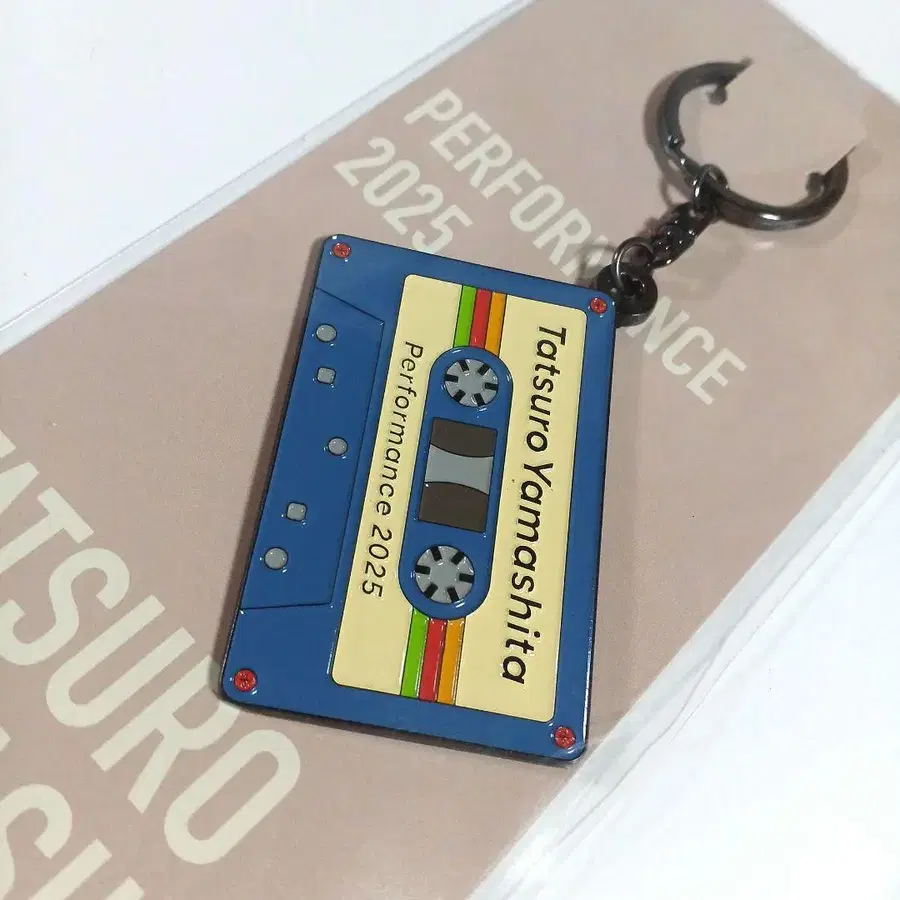 PERFORMANCE
2025
Tatsuro Yamashita
Performance 2025
TATSURO